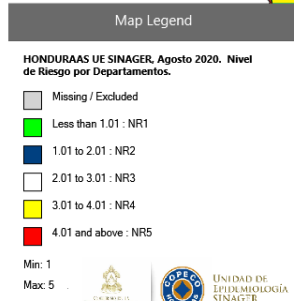 Map Legend
HONDURAAS UE SINAGER, Agosto 2020. Nivel
de Riesgo por Departamentos.
Missing / Excluded
Less than 1.01 : NR1
1.01 to 2.01 : NR2
2.01 to 3.01 : NR3
3.01 to 4.01 : NR4
4.01 and above : NR5
Min: 1
Max: 5
COPECO
UNIDAD DE
EPIDEMIOLOGÍA
SINAGER